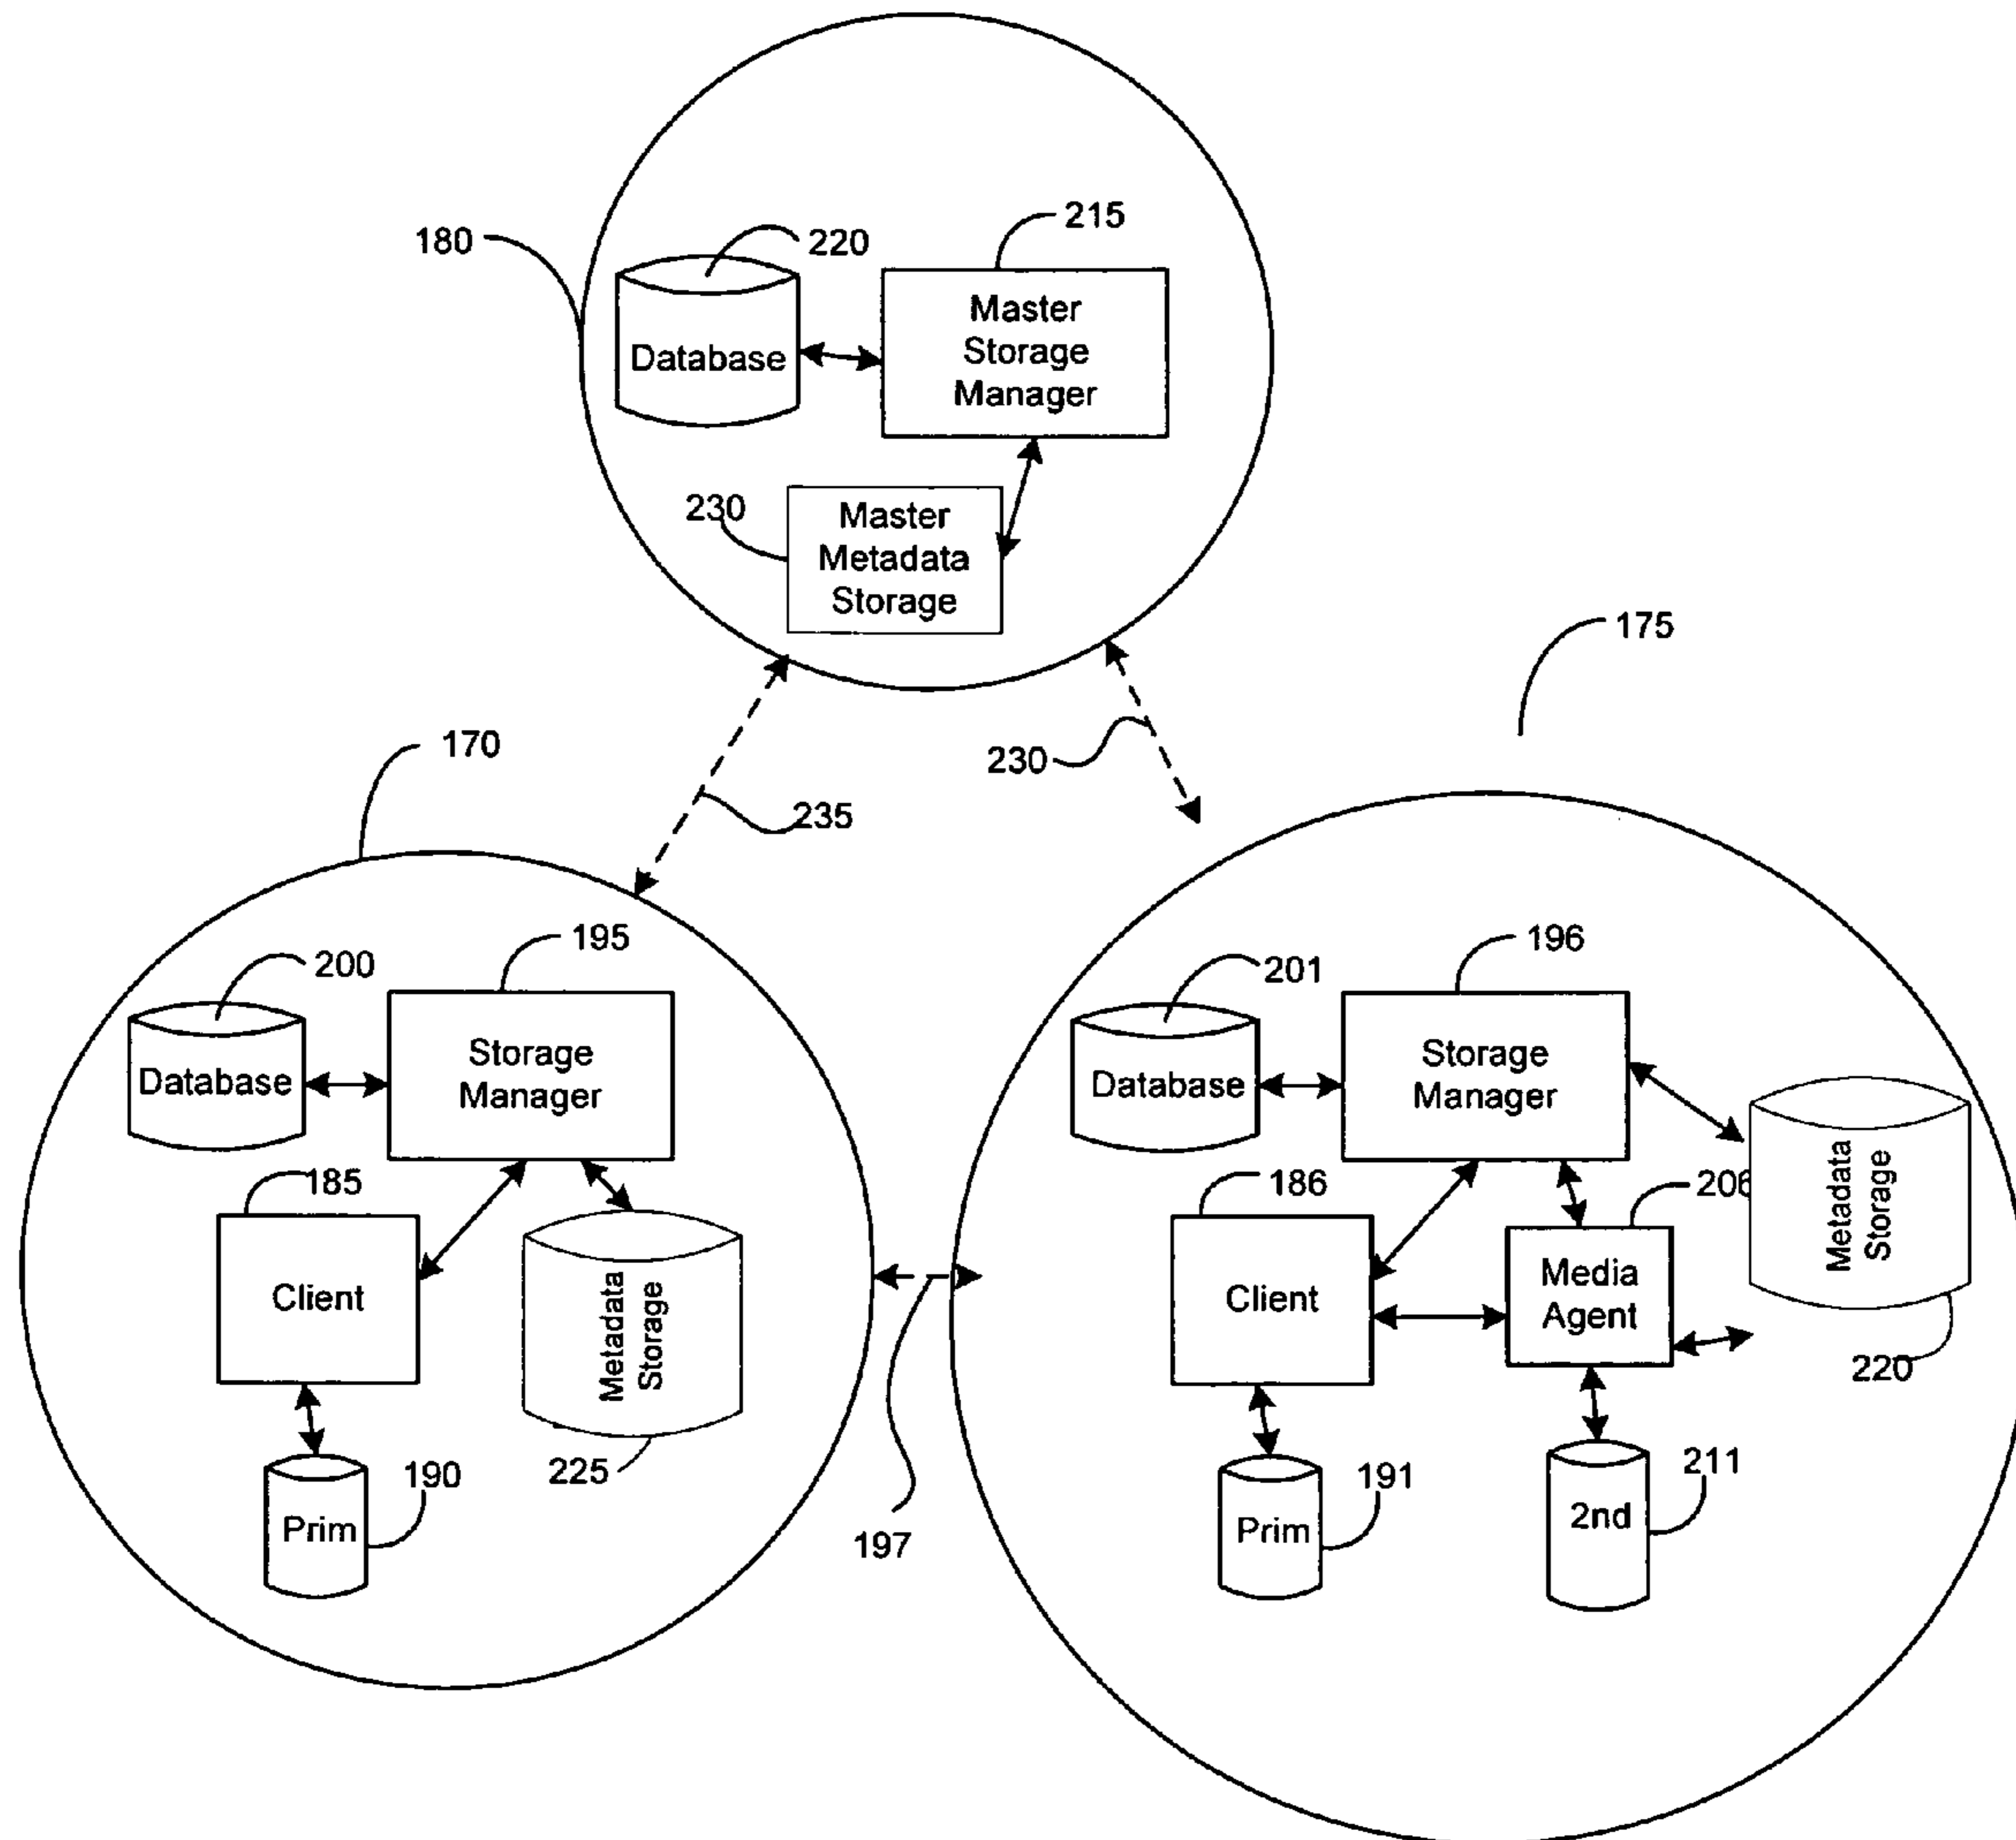 180
220
215
Database
Master
Storage
Manager
230
Master
Metadata
Storage
175
170
230
235
200
195
Database
Storage
Manager
185
Client
Metadata
Storage
190
Prim
225
197
201
196
Database
Storage
Manager
186
206
Metadata
Storage
Client
Media
Agent
220
191
Prim
211
2nd